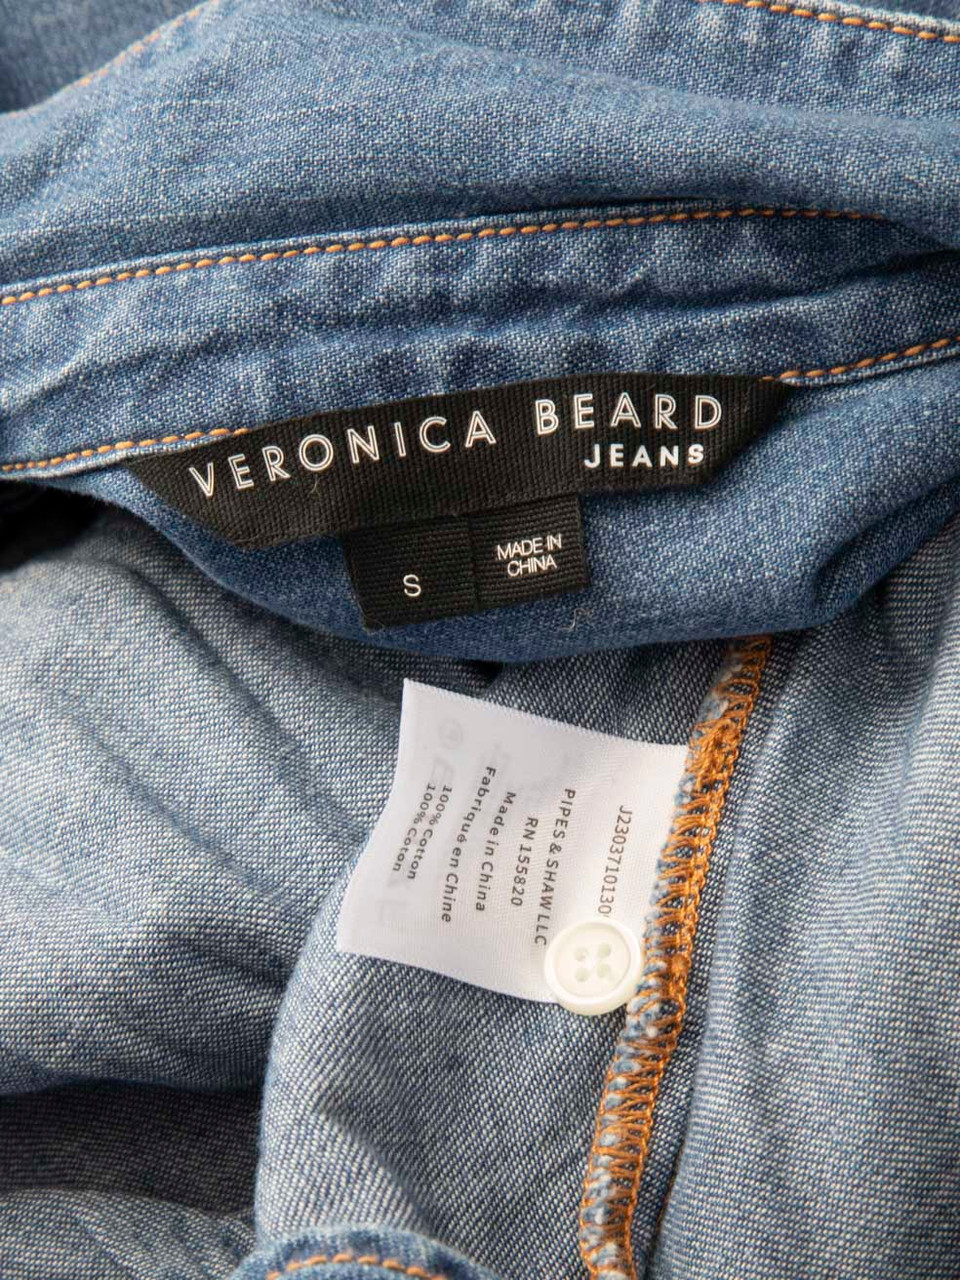 VERONICA BEARD
JEANS
S
MADE IN
CHINA
PIPES & SHAW LLC
RN 155820
Made in China
Fabriqué en Chine
100% Cotton
100% Coton